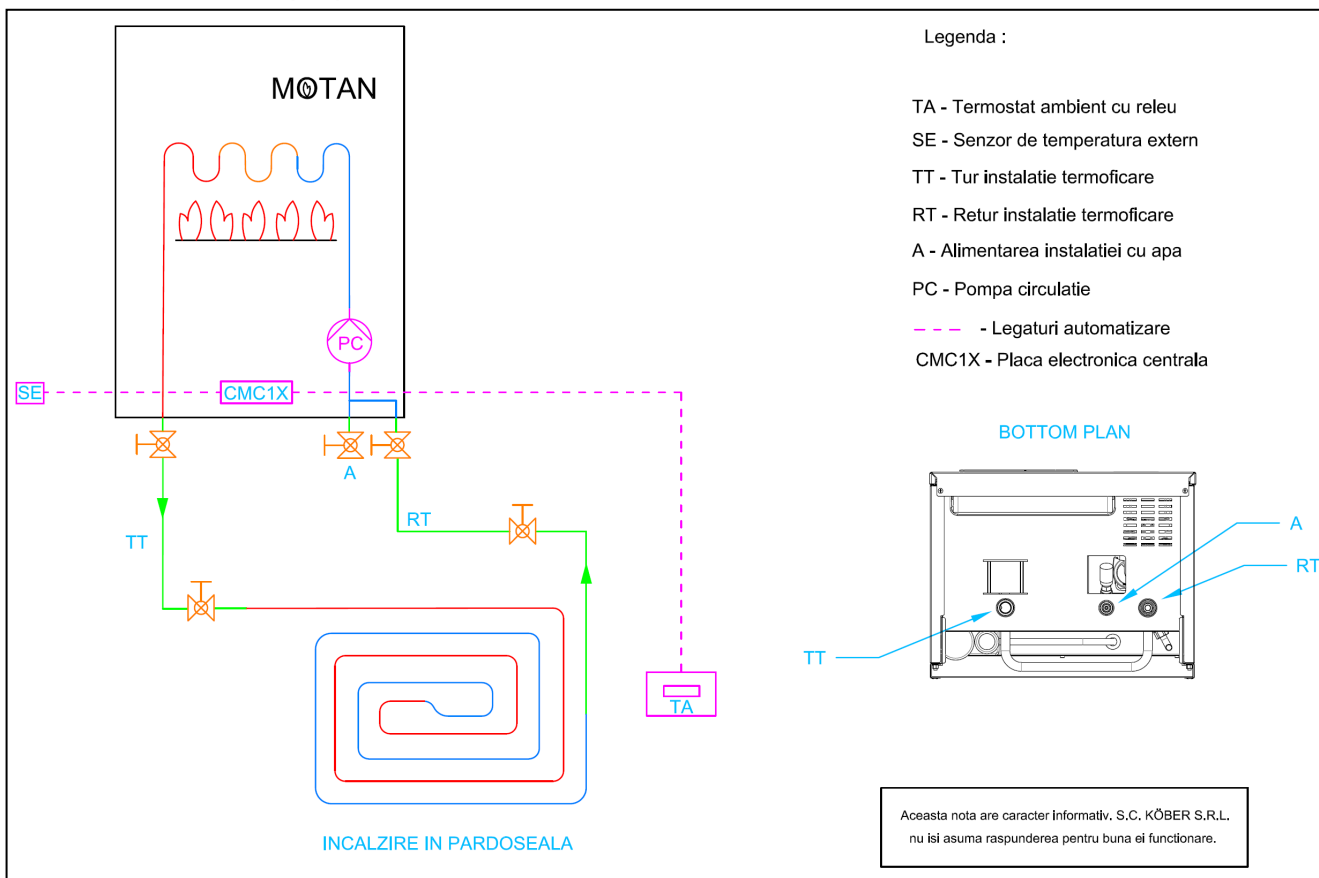 MOTAN
PC
SE
CMC1X
A
TT
RT
TA
INCALZIRE IN PARDOSEALA
Legenda :
TA - Termostat ambient cu releu
SE - Senzor de temperatura extern
TT - Tur instalatie termoficare
RT - Retur instalatie termoficare
A - Alimentarea instalatiei cu apa
PC - Pompa circulatie
- Legaturi automatizare
CMC1X - Placa electronica centrala
BOTTOM PLAN
A
RT
TT
Aceasta nota are caracter informativ. S.C. KÖBER S.R.L.
nu isi asuma raspunderea pentru buna ei functionare.